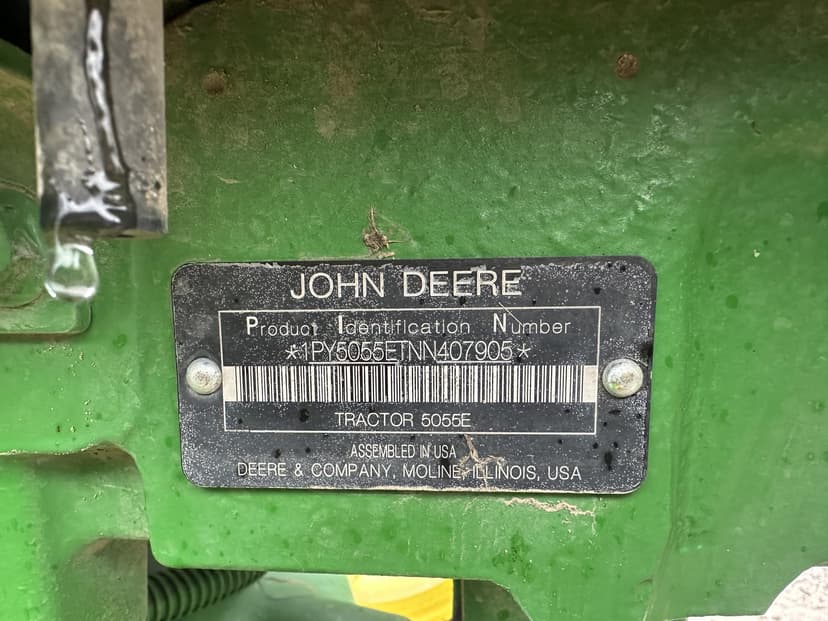 JOHN DEERE
Product Identification Number
*1PY5055ETNN407905*
TRACTOR 5055E
ASSEMBLED IN USA
DEERE & COMPANY, MOLINE, ILLINOIS, USA